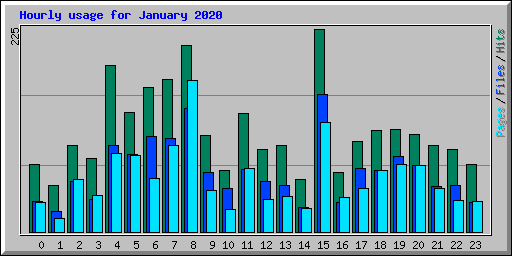 Hourly usage for January 2020
225
Pages/Files/Hits
0 1 2 3 4 5 6 7 8 9 10 11 12 13 14 15 16 17 18 19 20 21 22 23